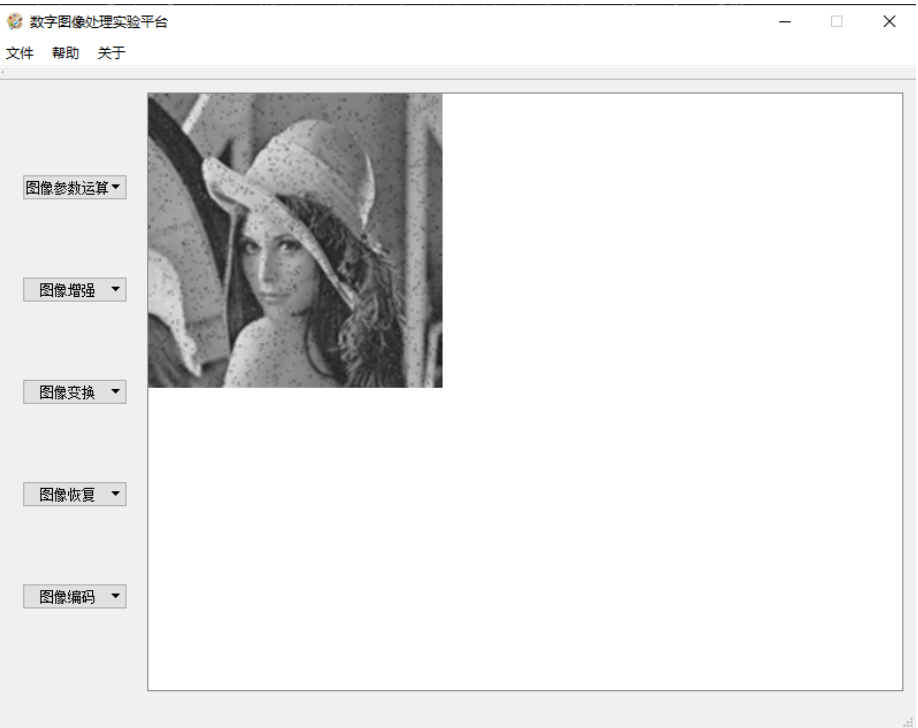 数字图像处理实验平台
文件 帮助 关于
图像参数运算
图像增强
图像变换
图像恢复
图像编码